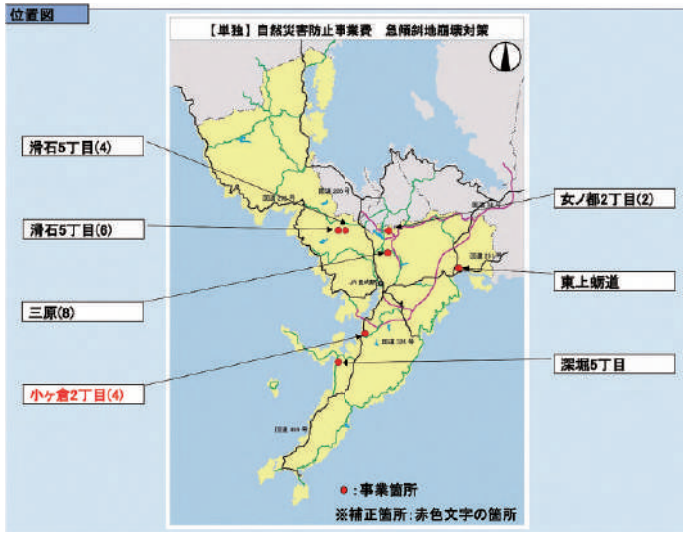 位置図
【単独】自然災害防止事業費 急傾斜地崩壊対策
滑石5丁目(4)
滑石5丁目(6)
三原(8)
小ヶ倉2丁目(4)
女ノ都2丁目(2)
東上蛎道
深堀5丁目
●:事業箇所
※補正箇所:赤色文字の箇所